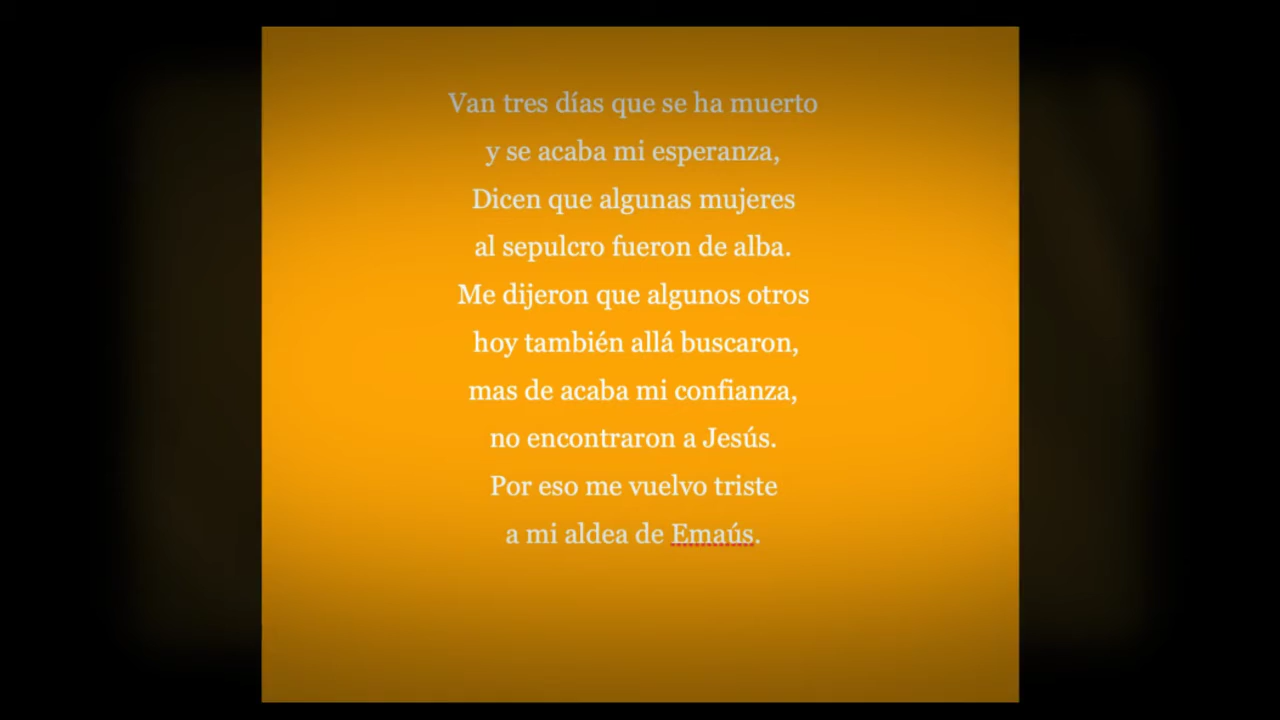 Van tres días que se ha muerto
y se acaba mi esperanza,
Dicen que algunas mujeres
al sepulcro fueron de alba.
Me dijeron que algunos otros
hoy también allá buscaron,
mas de acaba mi confianza,
no encontraron a Jesús.
Por eso me vuelvo triste
a mi aldea de Emaús.